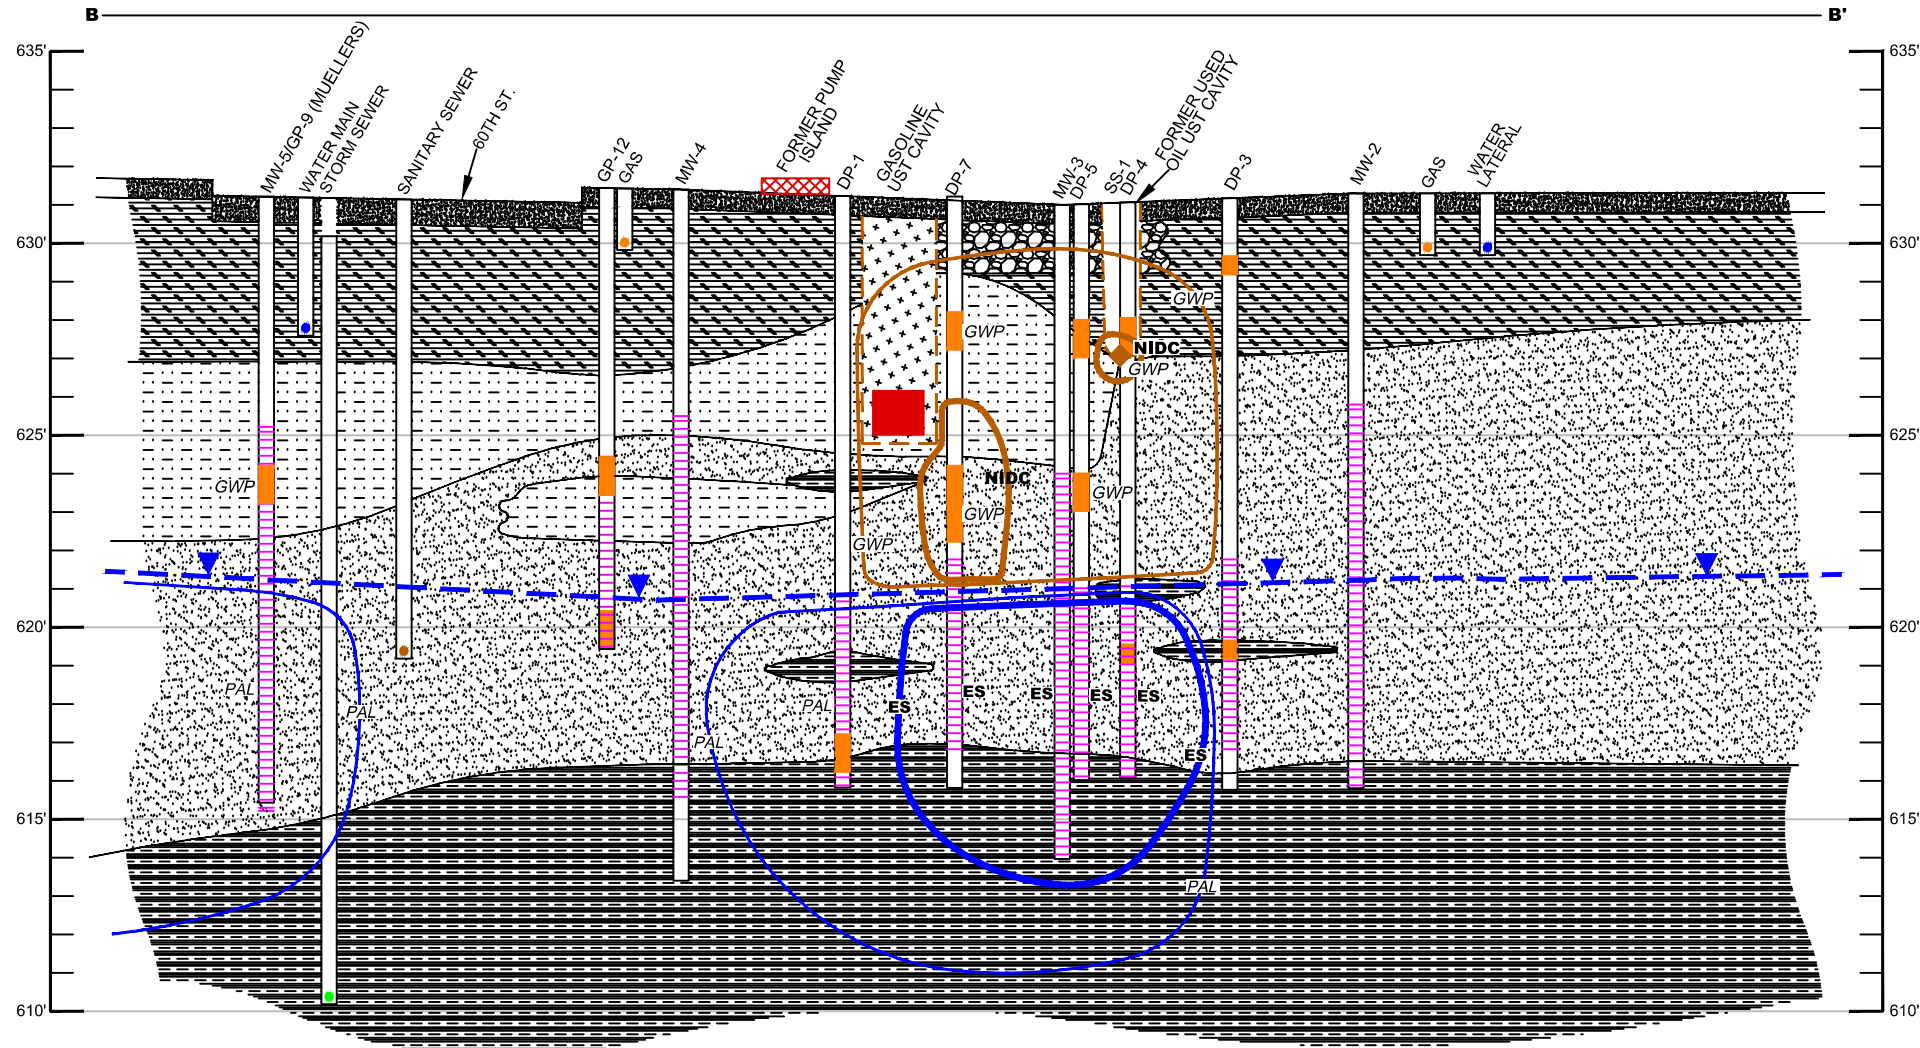 B
B'
635'
635'
MW-5/GP-9 (MUELLERS)
WATER MAIN
STORM SEWER
SANITARY SEWER
60TH ST.
GP-12
GAS
MW-4
FORMER PUMP
ISLAND
DP-1
GASOLINE
UST CAVITY
DP-7
MW-3
DP-5
SS-1
DP-4
FORMER USED
OIL UST CAVITY
DP-3
MW-2
GAS
WATER
LATERAL
630'
630'
GWP
GWP
NIDC
GWP
625'
625'
NIDC
GWP
GWP
GWP
GWP
620'
620'
PAL
PAL
PAL
PAL
ES
ES
ES
ES
ES
ES
615'
615'
PAL
610'
610'